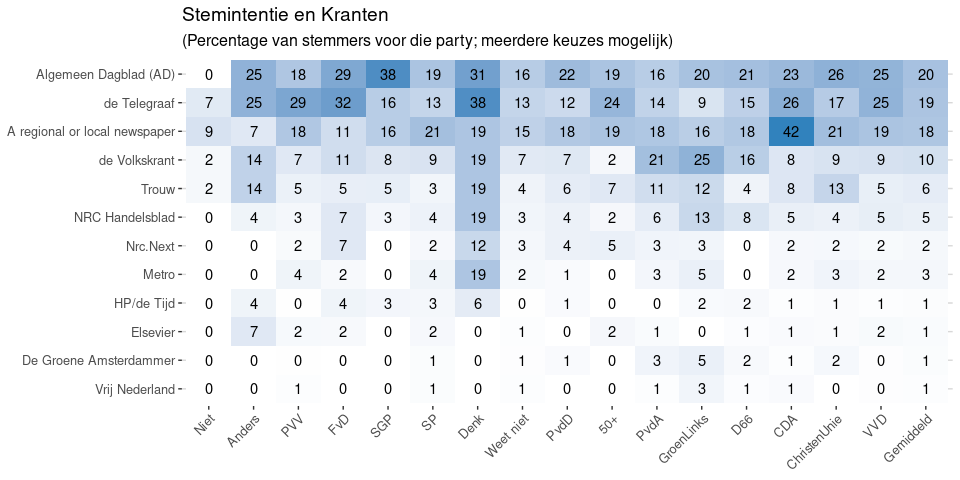 Stemintentie en Kranten
(Percentage van stemmers voor die party; meerdere keuzes mogelijk)
Algemeen Dagblad (AD) 0 25 18 29 38 19 31 16 22 19 16 20 21 23 26 25 20
de Telegraaf 7 25 29 32 16 13 38 13 12 24 14 9 15 26 17 25 19
A regional or local newspaper 9 7 18 11 16 21 19 15 18 19 18 16 18 42 21 19 18
de Volkskrant 2 14 7 11 8 9 19 7 7 2 21 25 16 8 9 9 10
Trouw 2 14 5 5 5 3 19 4 6 7 11 12 4 8 13 5 6
NRC Handelsblad 0 4 3 7 3 4 19 3 4 2 6 13 8 5 4 5 5
Nrc.Next 0 0 2 7 0 2 12 3 4 5 3 3 0 2 2 2 2
Metro 0 0 4 2 0 4 19 2 1 0 3 5 0 2 3 2 3
HP/de Tijd 0 4 0 4 3 3 6 0 1 0 0 2 2 1 1 1 1
Elsevier 0 7 2 2 0 2 0 1 0 2 1 0 1 1 1 2 1
De Groene Amsterdammer 0 0 0 0 0 1 0 1 1 0 3 5 2 1 2 0 1
Vrij Nederland 0 0 1 0 0 1 0 1 0 0 1 3 1 1 0 0 1
Niet Anders PVV FvD SGP SP Denk Weet niet PvdD 50+ PvdA GroenLinks D66 CDA ChristenUnie VVD Gemiddeld